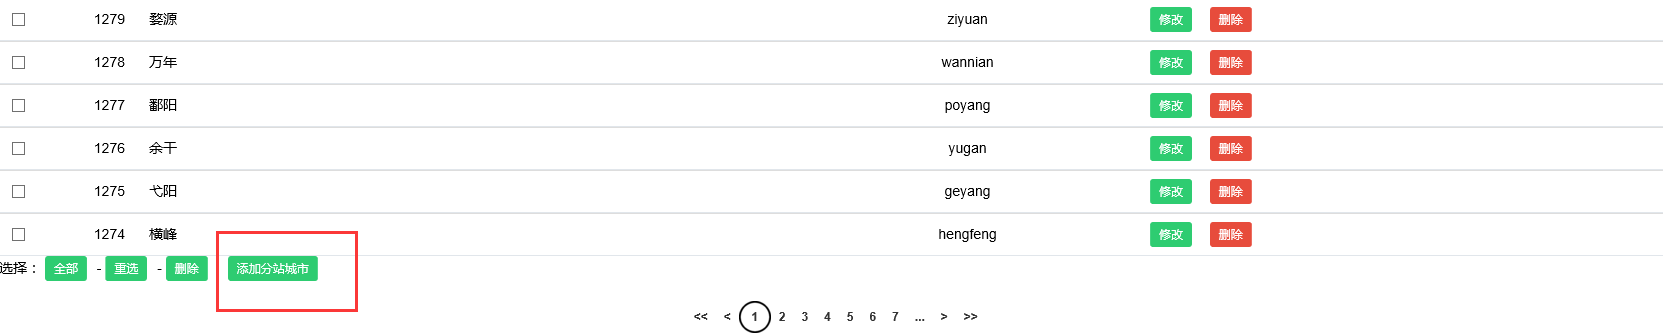 1279 婺源 ziyuan 修改 删除
1278 万年 wannian 修改 删除
1277 鄱阳 poyang 修改 删除
1276 余干 yugan 修改 删除
1275 弋阳 geyang 修改 删除
1274 横峰 hengfeng 修改 删除
选择： 全部 - 重选 - 删除 添加分站城市
<< < 1 2 3 4 5 6 7 ... > >>